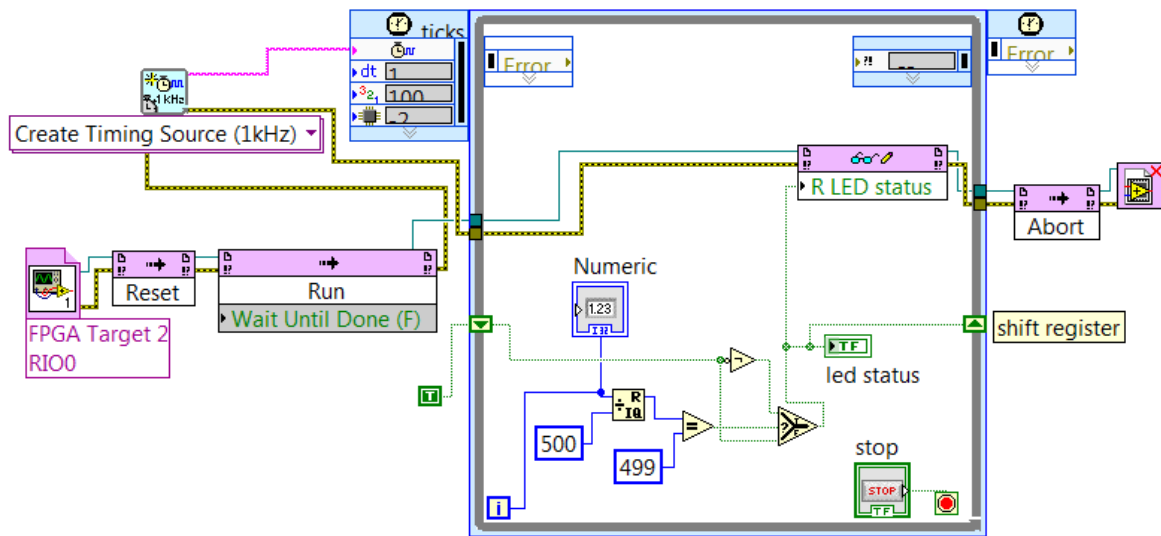 ticks
Error
Error
dt 1
321 100
-2
1 kHz
Create Timing Source (1kHz)
R LED status
Abort
Reset
Run
Wait Until Done (F)
Numeric
1.23
I32
FPGA Target 2
RIO0
shift register
TF
led status
T
R
IQ
500
=
499
?
T
F
stop
STOP
TF
i
1